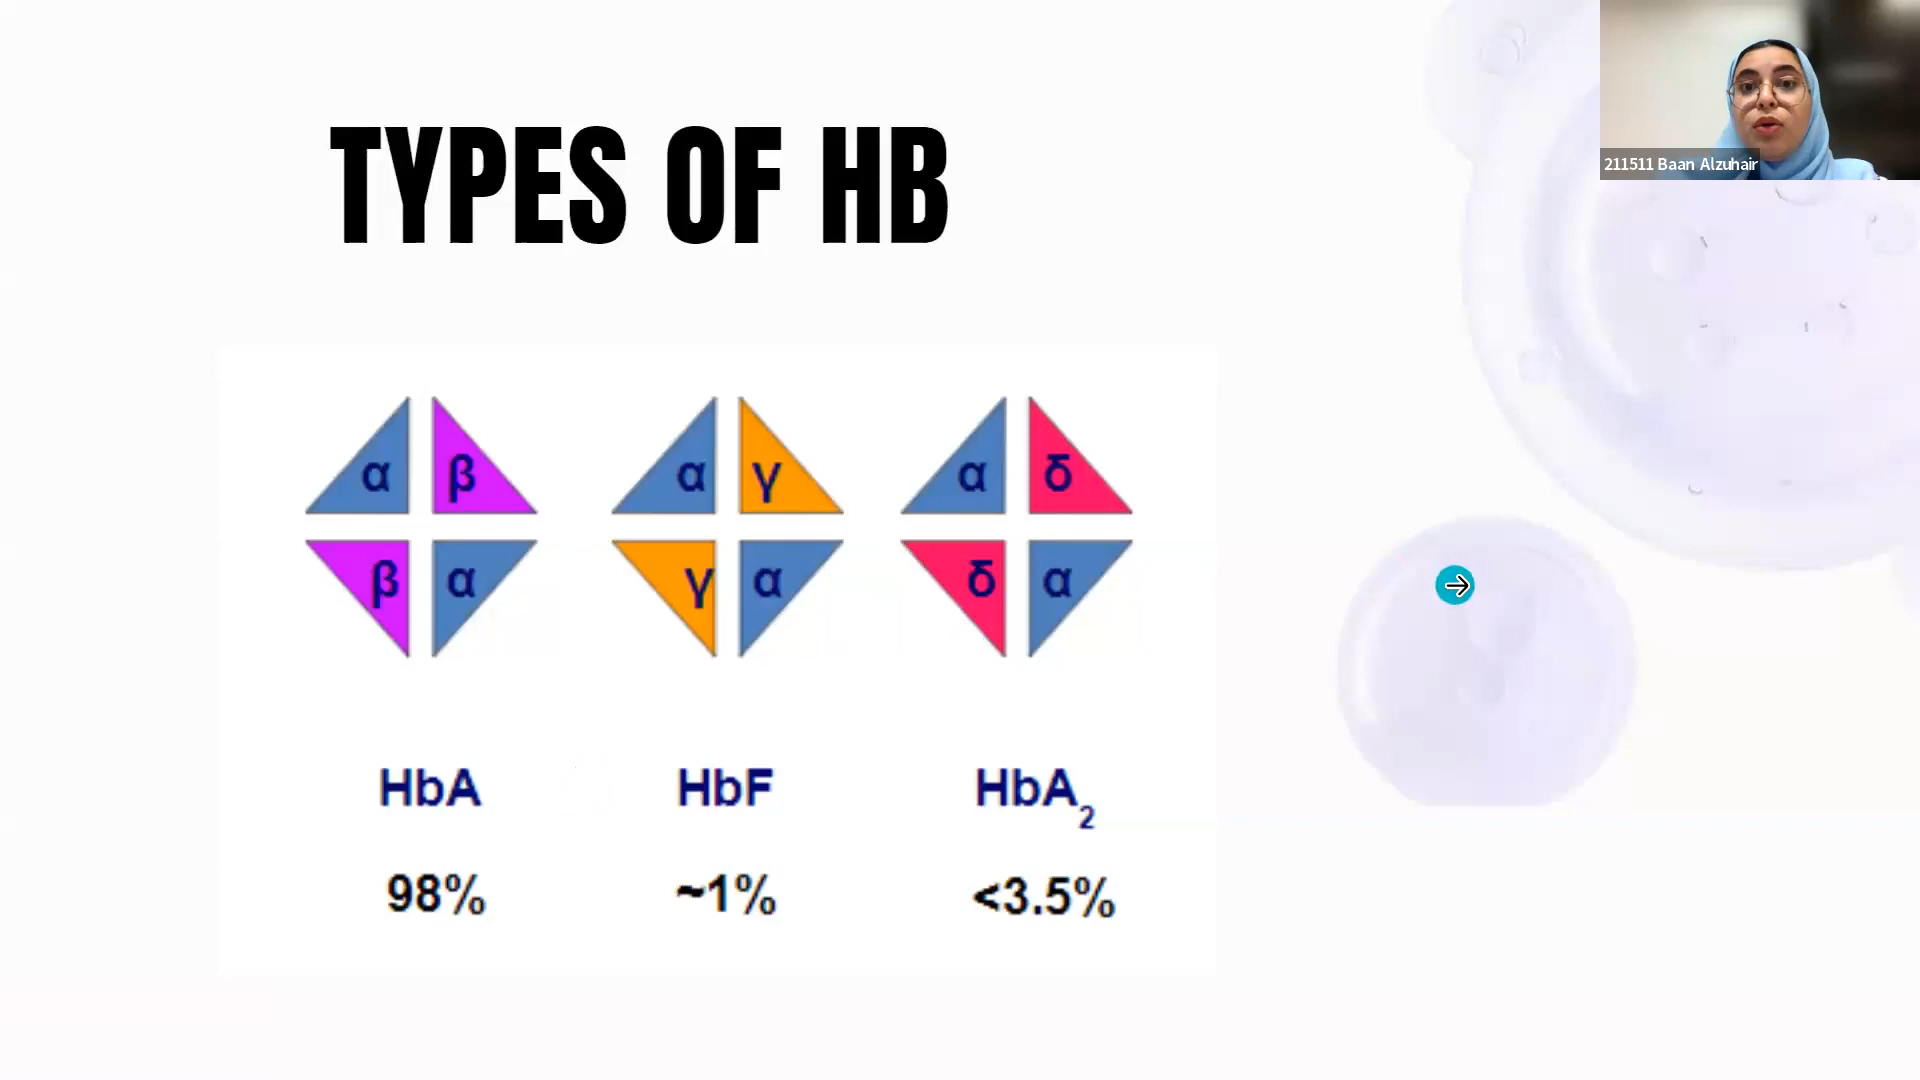 211511 Baan Alzuhair
TYPES OF HB
α β α γ α δ
β α γ α δ α
HbA HbF HbA₂
98% ~1% <3.5%